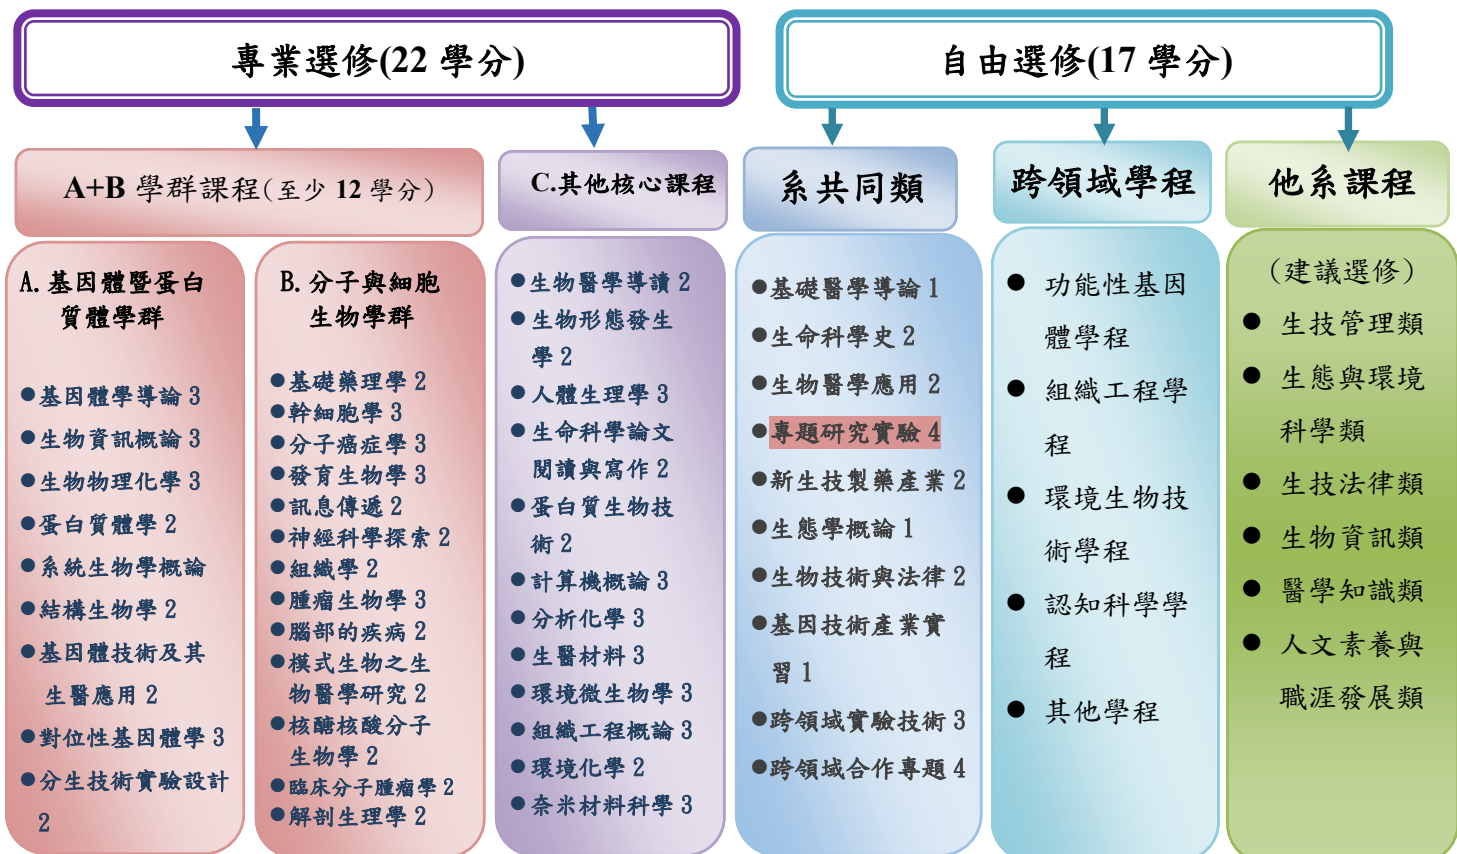 專業選修(22 學分)
自由選修(17 學分)
A+B 學群課程(至少 12 學分)
C.其他核心課程
系共同類
跨領域學程
他系課程
A. 基因體暨蛋白
質體學群
●基因體學導論 3
●生物資訊概論 3
●生物物理化學 3
●蛋白質體學 2
●系統生物學概論
●結構生物學 2
●基因體技術及其
生醫應用 2
●對位性基因體學 3
●分生技術實驗設計
2
B. 分子與細胞
生物學群
●基礎藥理學 2
●幹細胞學 3
●分子癌症學 3
●發育生物學 3
●訊息傳遞 2
●神經科學探索 2
●組織學 2
●腫瘤生物學 3
●腦部的疾病 2
●模式生物之生
物醫學研究 2
●核醣核酸分子
生物學 2
●臨床分子腫瘤學 2
●解剖生理學 2
●生物醫學導讀 2
●生物形態發生
學 2
●人體生理學 3
●生命科學論文
閱讀與寫作 2
●蛋白質生物技
術 2
●計算機概論 3
●分析化學 3
●生醫材料 3
●環境微生物學 3
●組織工程概論 3
●環境化學 2
●奈米材料科學 3
●基礎醫學導論 1
●生命科學史 2
●生物醫學應用 2
●專題研究實驗 4
●新生技製藥產業 2
●生態學概論 1
●生物技術與法律 2
●基因技術產業實
習 1
●跨領域實驗技術 3
●跨領域合作專題 4
● 功能性基因
體學程
● 組織工程學
程
● 環境生物技
術學程
● 認知科學學
程
● 其他學程
(建議選修)
● 生技管理類
● 生態與環境
科學類
● 生技法律類
● 生物資訊類
● 醫學知識類
● 人文素養與
職涯發展類